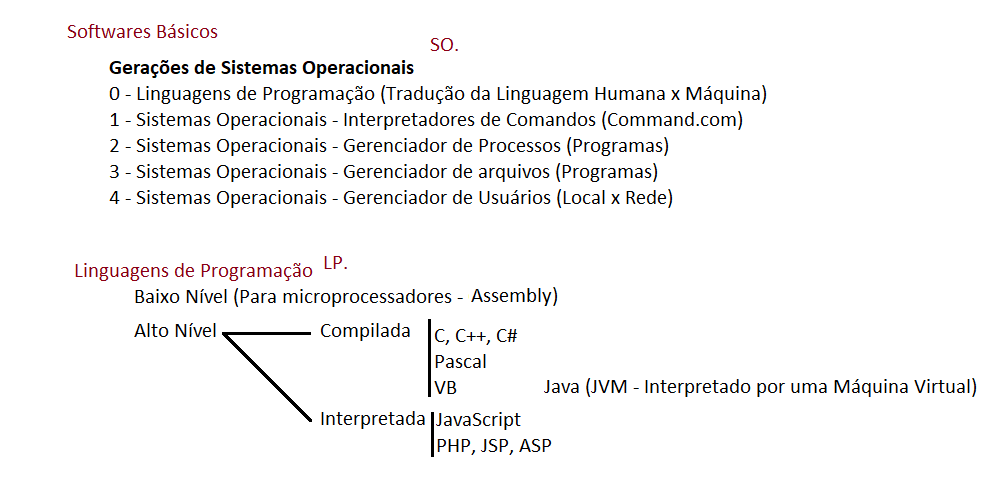 Softwares Básicos
SO.
Gerações de Sistemas Operacionais
0 - Linguagens de Programação (Tradução da Linguagem Humana x Máquina)
1 - Sistemas Operacionais - Interpretadores de Comandos (Command.com)
2 - Sistemas Operacionais - Gerenciador de Processos (Programas)
3 - Sistemas Operacionais - Gerenciador de arquivos (Programas)
4 - Sistemas Operacionais - Gerenciador de Usuários (Local x Rede)
Linguagens de Programação LP.
Baixo Nível (Para microprocessadores - Assembly)
Alto Nível Compilada C, C++, C#
Pascal
VB Java (JVM - Interpretado por uma Máquina Virtual)
Interpretada JavaScript
PHP, JSP, ASP